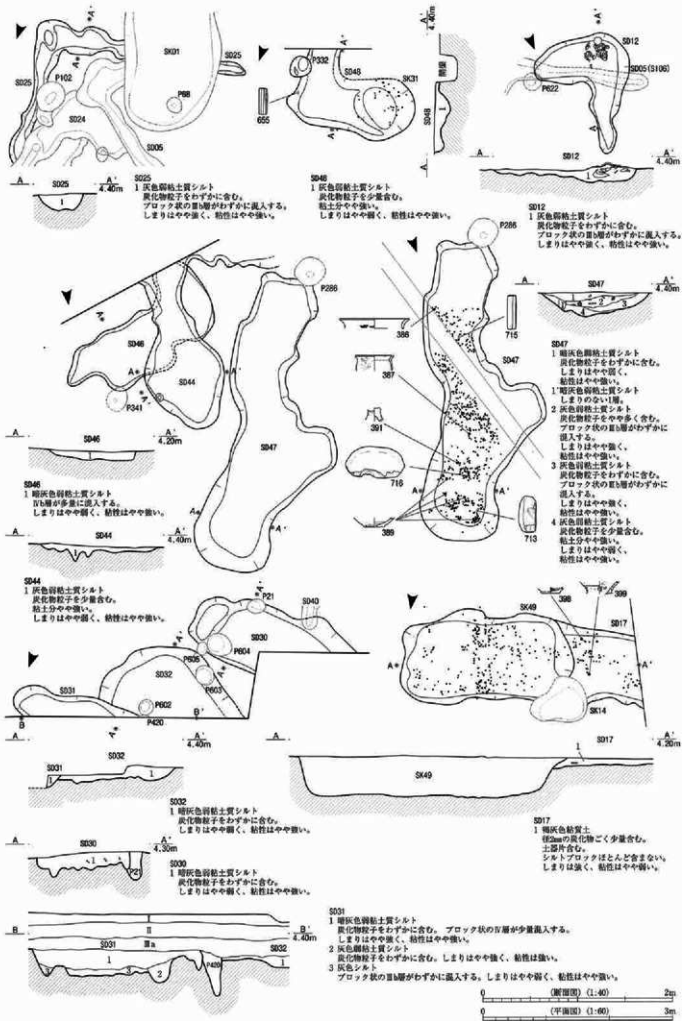 SD25
P102
SD24
SK01
P68
SD05
SD25
A
A'
4.40m
SD25
1
SD25
1 灰色弱粘土質シルト
炭化物粒子をわずかに含む。
ブロック状のⅢb層がわずかに混入する。
しまりはやや強く、粘性はやや強い。
P332
SD48
SK31
655
A'
4.40m
SD48
1
A
SD48
1 灰色弱粘土質シルト
炭化物粒子を少量含む。
粘土分やや強い。
しまりはやや弱く、粘性はやや強い。
A'
SD12
SD05(S106)
P622
A
A
SD12
A'
4.40m
SD12
1 灰色弱粘土質シルト
炭化物粒子をわずかに含む。
ブロック状のⅢb層がわずかに混入する。
しまりはやや強く、粘性はやや強い。
P286
SD46
SD44
P341
SD47
A
A'
P286
388
387
391
716
389
715
SD47
713
A
SD47
A'
4.40m
SD47
1 暗灰色弱粘土質シルト
炭化物粒子をわずかに含む。
しまりはやや弱く、
粘性はやや強い。
1'暗灰色弱粘土質シルト
しまりのない1層。
2 灰色弱粘土質シルト
炭化物粒子をやや多く含む。
ブロック状のⅢb層がわずかに
混入する。
しまりはやや強く、
粘性はやや強い。
3 灰色弱粘土質シルト
炭化物粒子をわずかに含む。
ブロック状のⅢb層がわずかに
混入する。
しまりはやや強く、
粘性はやや強い。
4 灰色弱粘土質シルト
炭化物粒子を少量含む。
粘土分やや強い。
しまりはやや弱く、
粘性はやや強い。
A
SD46
A'
4.20m
1
SD46
1 暗灰色弱粘土質シルト
Ⅳb層が多量に混入する。
しまりはやや弱く、粘性はやや強い。
A
SD44
A'
4.40m
SD44
1 灰色弱粘土質シルト
炭化物粒子を少量含む。
粘土分やや強い。
しまりはやや弱く、粘性はやや強い。
P21
SD40
SD30
P604
P605
SD32
P603
SD31
P602
P420
B
B'
A
SD31
SD32
A'
4.40m
1
1
SD32
1 暗灰色弱粘土質シルト
炭化物粒子をわずかに含む。
しまりはやや弱く、粘性はやや強い。
A
SD30
A'
4.30m
1
P21
SD30
1 暗灰色弱粘土質シルト
炭化物粒子をわずかに含む。
しまりはやや弱く、粘性はやや強い。
398
399
SK49
SD17
A
A'
SK14
A
SD17
A'
4.20m
1
SK49
SD17
1 褐灰色粘質土
径2mmの炭化物ごく少量含む。
土器片含む。
シルトブロックほとんど含まない。
しまりは強く、粘性はやや弱い。
B
Ⅰ
Ⅱ
Ⅲa
B'
4.40m
SD31
SD32
1
3
3
2
P420
1
SD31
1 暗灰色弱粘土質シルト
炭化物粒子をわずかに含む。 ブロック状のⅣ層が少量混入する。
しまりはやや強く、粘性はやや強い。
2 灰色弱粘土質シルト
炭化物粒子をわずかに含む。しまりはやや強く、粘性は強い。
3 灰色シルト
ブロック状のⅢb層がわずかに混入する。しまりはやや弱く、粘性はやや強い。
0 (断面図)(1:40) 2m
0 (平面図)(1:60) 3m